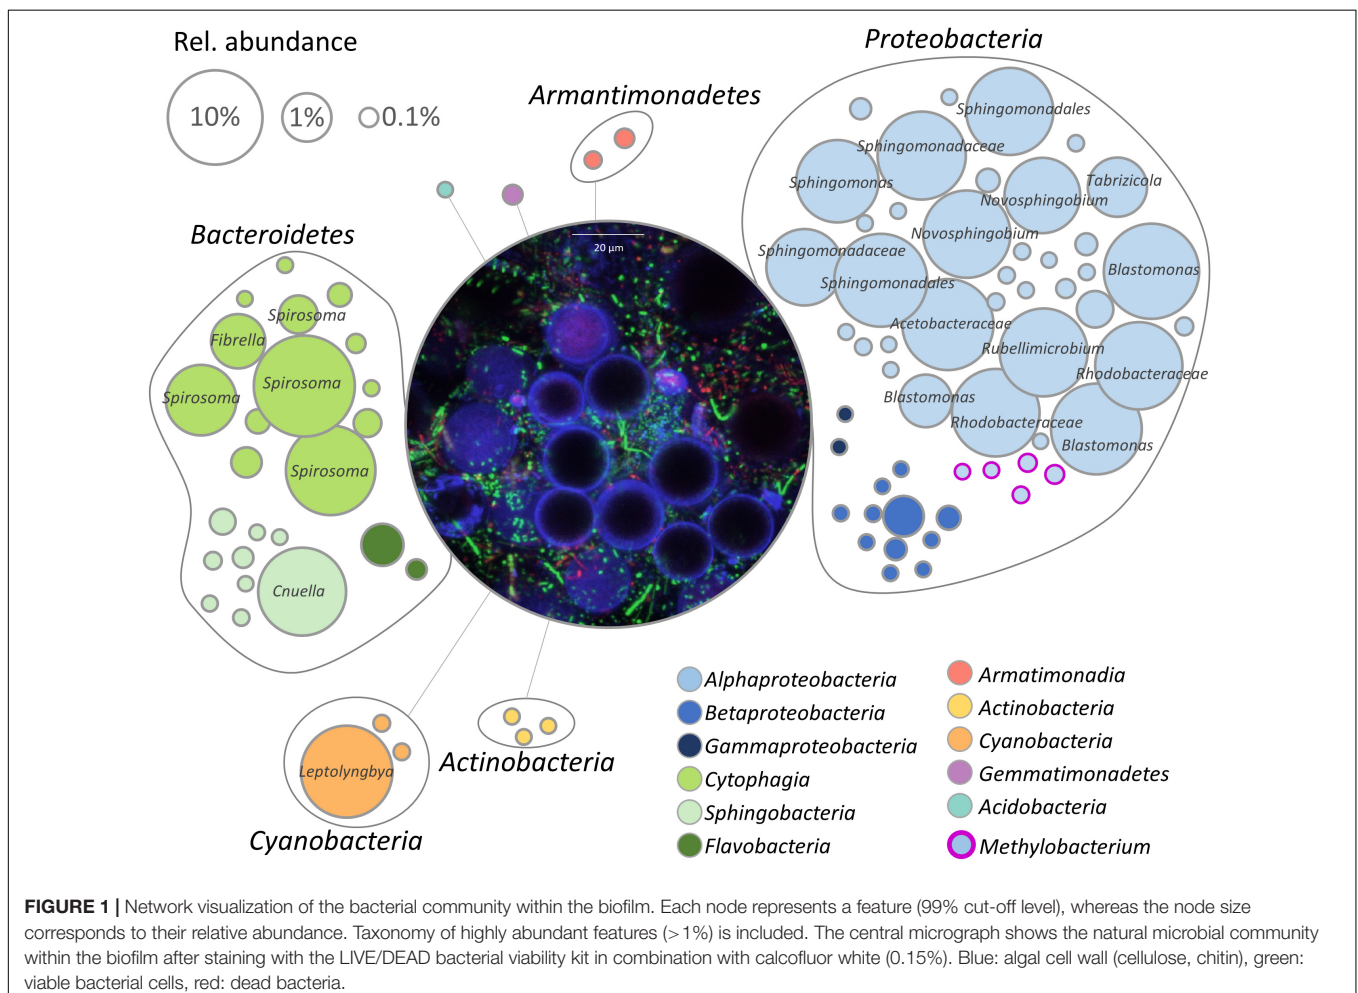 Rel. abundance
10%
1%
0.1%
Proteobacteria
Armantimonadetes
Sphingomonadales
Sphingomonadaceae
Sphingomonas
Tabrizicola
Novosphingobium
Novosphingobium
Bacteroidetes
20 µm
Sphingomonadaceae
Blastomonas
Sphingomonadales
Spirosoma
Acetobacteraceae
Fibrella
Rubellimicrobium
Rhodobacteraceae
Spirosoma
Spirosoma
Blastomonas
Rhodobacteraceae
Blastomonas
Spirosoma
Cnuella
Leptolyngbya
Cyanobacteria
Actinobacteria
Alphaproteobacteria
Betaproteobacteria
Gammaproteobacteria
Cytophagia
Sphingobacteria
Flavobacteria
Armatimonadia
Actinobacteria
Cyanobacteria
Gemmatimonadetes
Acidobacteria
Methylobacterium
FIGURE 1 | Network visualization of the bacterial community within the biofilm. Each node represents a feature (99% cut-off level), whereas the node size
corresponds to their relative abundance. Taxonomy of highly abundant features (>1%) is included. The central micrograph shows the natural microbial community
within the biofilm after staining with the LIVE/DEAD bacterial viability kit in combination with calcofluor white (0.15%). Blue: algal cell wall (cellulose, chitin), green:
viable bacterial cells, red: dead bacteria.